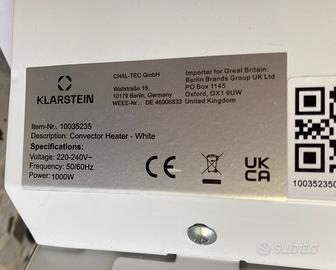 KLARSTEIN
CHAL-TEC GmbH
Wallstraße 16,
10179 Berlin, Germany
WEEE-Nr.: DE 46906833
Importer for Great Britain:
Berlin Brands Group UK Ltd
PO Box 1145
Oxford, OX1 9UW
United Kingdom
Item-Nr.: 10035235
Description: Convector Heater - White
Specifications:
Voltage: 220-240V~
Frequency: 50/60Hz
Power: 1000W
CE
UK
CA
10035235
subito